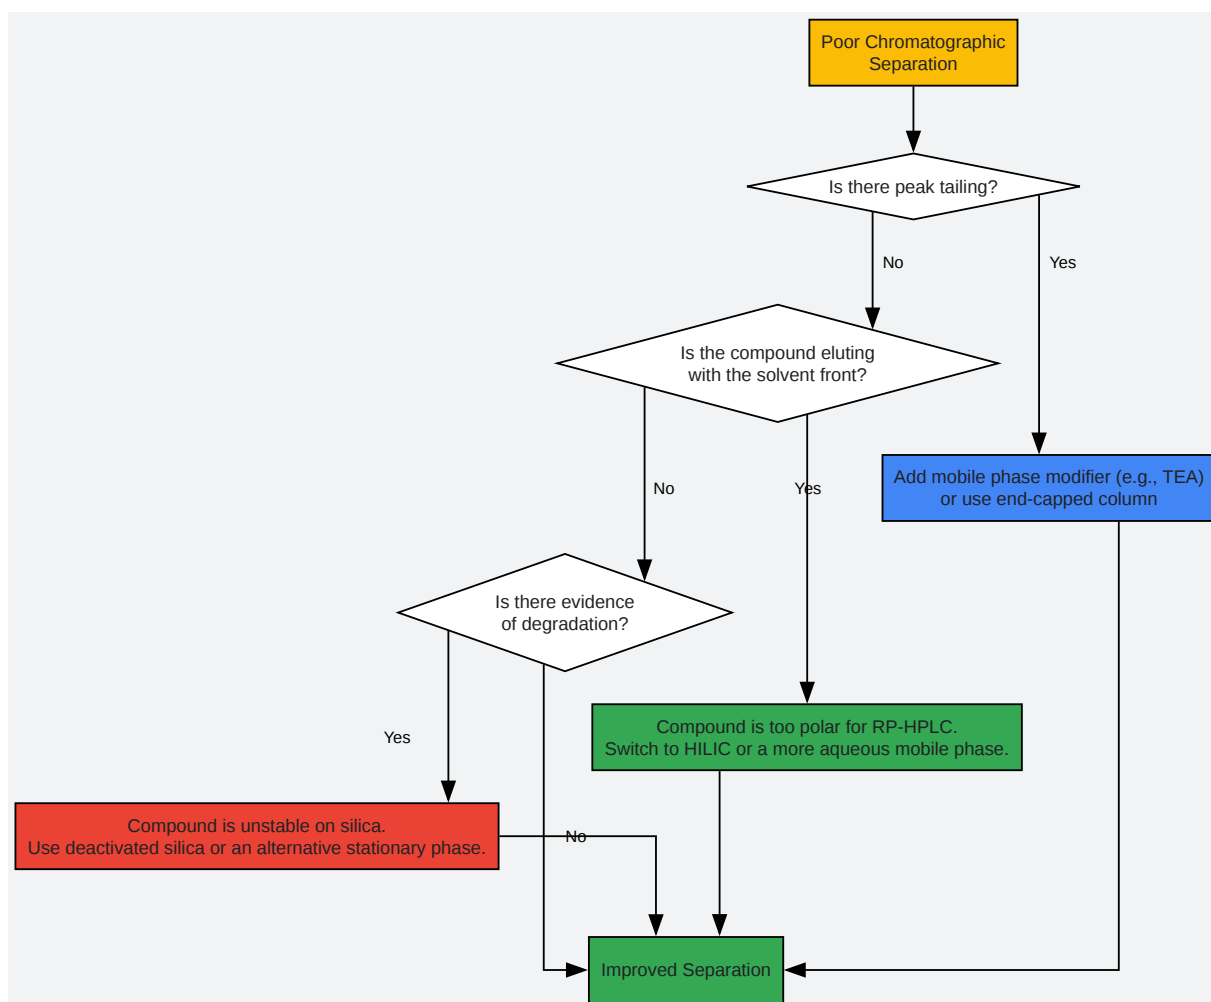 Poor Chromatographic
Separation
Is there peak tailing?
No
Yes
Is the compound eluting
with the solvent front?
Add mobile phase modifier (e.g., TEA)
or use end-capped column
No
Yes
Is there evidence
of degradation?
Compound is too polar for RP-HPLC.
Switch to HILIC or a more aqueous mobile phase.
Yes
Compound is unstable on silica.
Use deactivated silica or an alternative stationary phase.
No
Improved Separation